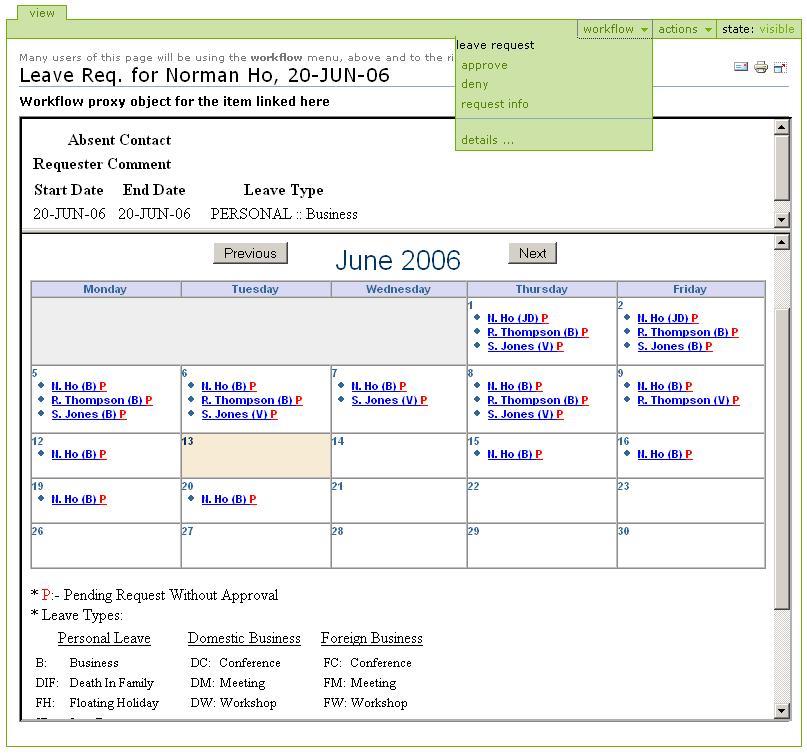 view
workflow actions state: visible
leave request
approve
deny
request info
details ...
Many users of this page will be using the workflow menu, above and to the ri
Leave Req. for Norman Ho, 20-JUN-06
Workflow proxy object for the item linked here
Absent Contact
Requester Comment
Start Date End Date Leave Type
20-JUN-06 20-JUN-06 PERSONAL :: Business
Previous June 2006 Next
Monday Tuesday Wednesday Thursday Friday
1
N. Ho (JD) P
R. Thompson (B) P
S. Jones (V) P
2
N. Ho (JD) P
R. Thompson (B) P
S. Jones (B) P
5
N. Ho (B) P
R. Thompson (B) P
S. Jones (B) P
6
N. Ho (B) P
R. Thompson (B) P
S. Jones (V) P
7
N. Ho (B) P
S. Jones (V) P
8
N. Ho (B) P
R. Thompson (B) P
S. Jones (V) P
9
N. Ho (B) P
R. Thompson (V) P
12
N. Ho (B) P
13
14
15
N. Ho (B) P
16
N. Ho (B) P
19
N. Ho (B) P
20
N. Ho (B) P
21
22
23
26
27
28
29
30
* P:- Pending Request Without Approval
* Leave Types:
Personal Leave Domestic Business Foreign Business
B: Business DC: Conference FC: Conference
DIF: Death In Family DM: Meeting FM: Meeting
FH: Floating Holiday DW: Workshop FW: Workshop